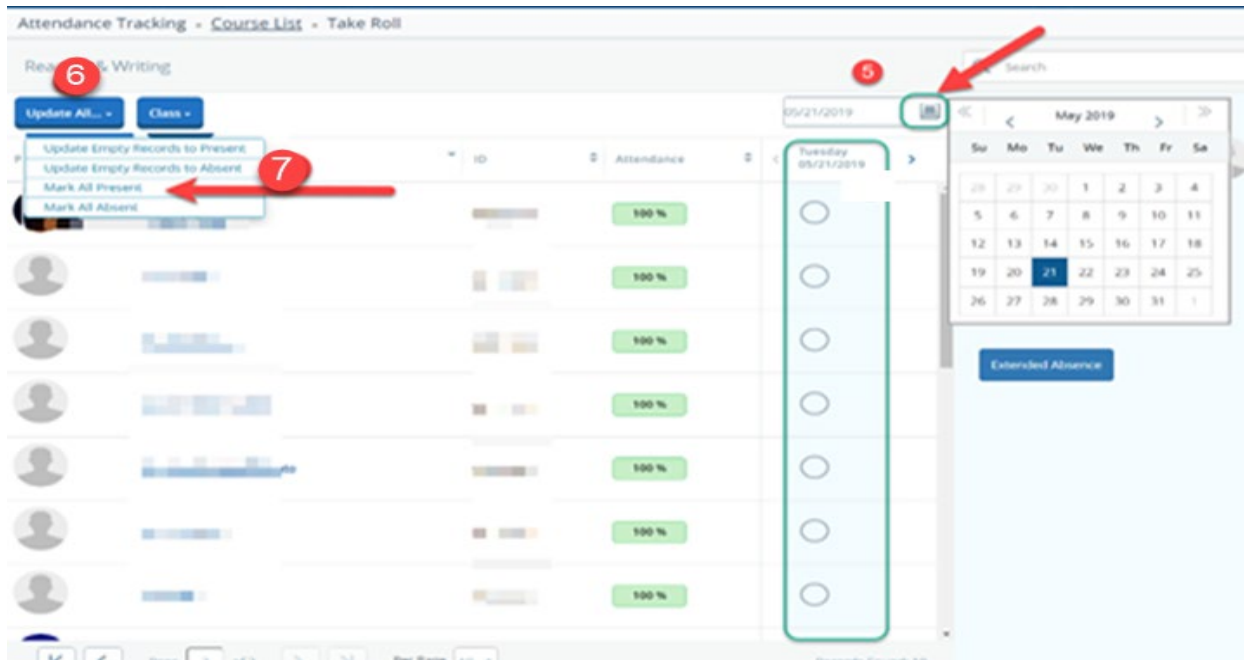 Attendance Tracking - Course List - Take Roll
& Writing
6
5
Search
Update All...
Class
05/21/2019
May 2019
Update Empty Records to Present
Update Empty Records to Absent
Mark All Present
Mark All Absent
7
ID
Attendance
Tuesday
05/21/2019
Su Mo Tu We Th Fr Sa
28 29 30 1 2 3 4
5 6 7 8 9 10 11
12 13 14 15 16 17 18
19 20 21 22 23 24 25
26 27 28 29 30 31 1
100 %
100 %
100 %
100 %
100 %
100 %
100 %
Extended Absence